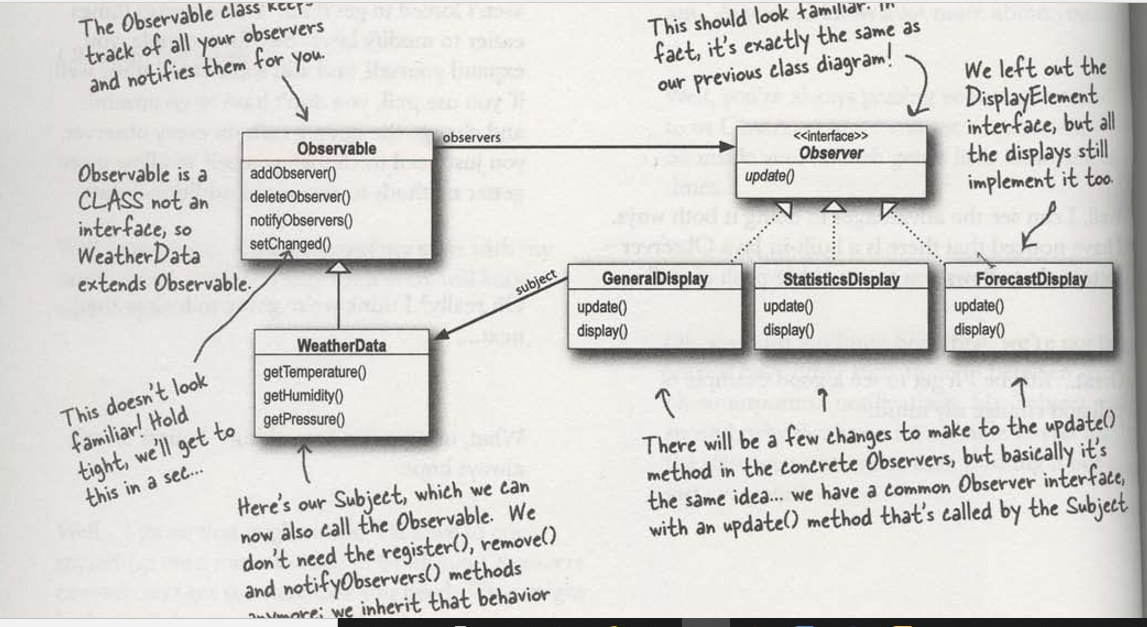 The Observable class keep-
track of all your observers
and notifies them for you.
This should look familiar. In
fact, it's exactly the same as
our previous class diagram!
We left out the
DisplayElement
interface, but all
the displays still
implement it too.
Observable is a
CLASS not an
interface, so
WeatherData
extends Observable.
Observable
addObserver()
deleteObserver()
notifyObservers()
setChanged()
observers
<<interface>>
Observer
update()
subject
GeneralDisplay
update()
display()
StatisticsDisplay
update()
display()
ForecastDisplay
update()
display()
WeatherData
getTemperature()
getHumidity()
getPressure()
This doesn't look
familiar! Hold
tight, we'll get to
this in a sec...
Here's our Subject, which we can
now also call the Observable. We
don't need the register(), remove()
and notifyObservers() methods
anymore; we inherit that behavior
There will be a few changes to make to the update()
method in the concrete Observers, but basically it's
the same idea... we have a common Observer interface,
with an update() method that's called by the Subject